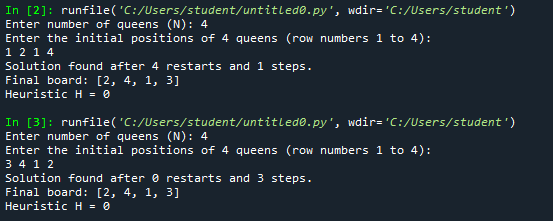 In [2]: runfile('C:/Users/student/untitled0.py', wdir='C:/Users/student')
Enter number of queens (N): 4
Enter the initial positions of 4 queens (row numbers 1 to 4):
1 2 1 4
Solution found after 4 restarts and 1 steps.
Final board: [2, 4, 1, 3]
Heuristic H = 0
In [3]: runfile('C:/Users/student/untitled0.py', wdir='C:/Users/student')
Enter number of queens (N): 4
Enter the initial positions of 4 queens (row numbers 1 to 4):
3 4 1 2
Solution found after 0 restarts and 3 steps.
Final board: [2, 4, 1, 3]
Heuristic H = 0